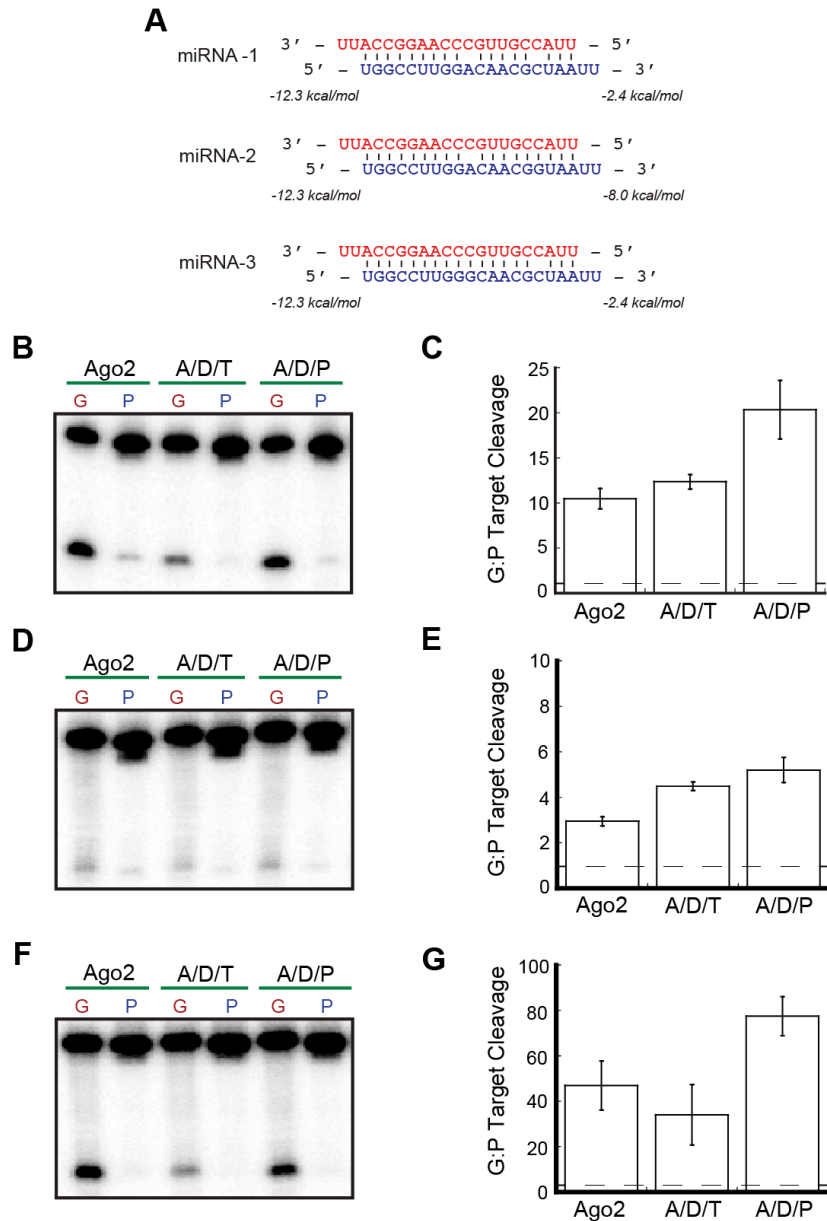 A
3′ – UUACCGGAACCCGUUGCCAUU – 5′
miRNA -1
5′ – UGGCCUUGGACAACGCUAAUU – 3′
-12.3 kcal/mol -2.4 kcal/mol
3′ – UUACCGGAACCCGUUGCCAUU – 5′
miRNA-2
5′ – UGGCCUUGGACAACGGUAAUU – 3′
-12.3 kcal/mol -8.0 kcal/mol
3′ – UUACCGGAACCCGUUGCCAUU – 5′
miRNA-3
5′ – UGGCCUUGGGCAACGCUAAUU – 3′
-12.3 kcal/mol -2.4 kcal/mol
B
Ago2 A/D/T A/D/P
G P G P G P
C
G:P Target Cleavage
25
20
15
10
5
0
Ago2 A/D/T A/D/P
D
Ago2 A/D/T A/D/P
G P G P G P
E
G:P Target Cleavage
10
8
6
4
2
0
Ago2 A/D/T A/D/P
F
Ago2 A/D/T A/D/P
G P G P G P
G
G:P Target Cleavage
100
80
60
40
20
0
Ago2 A/D/T A/D/P